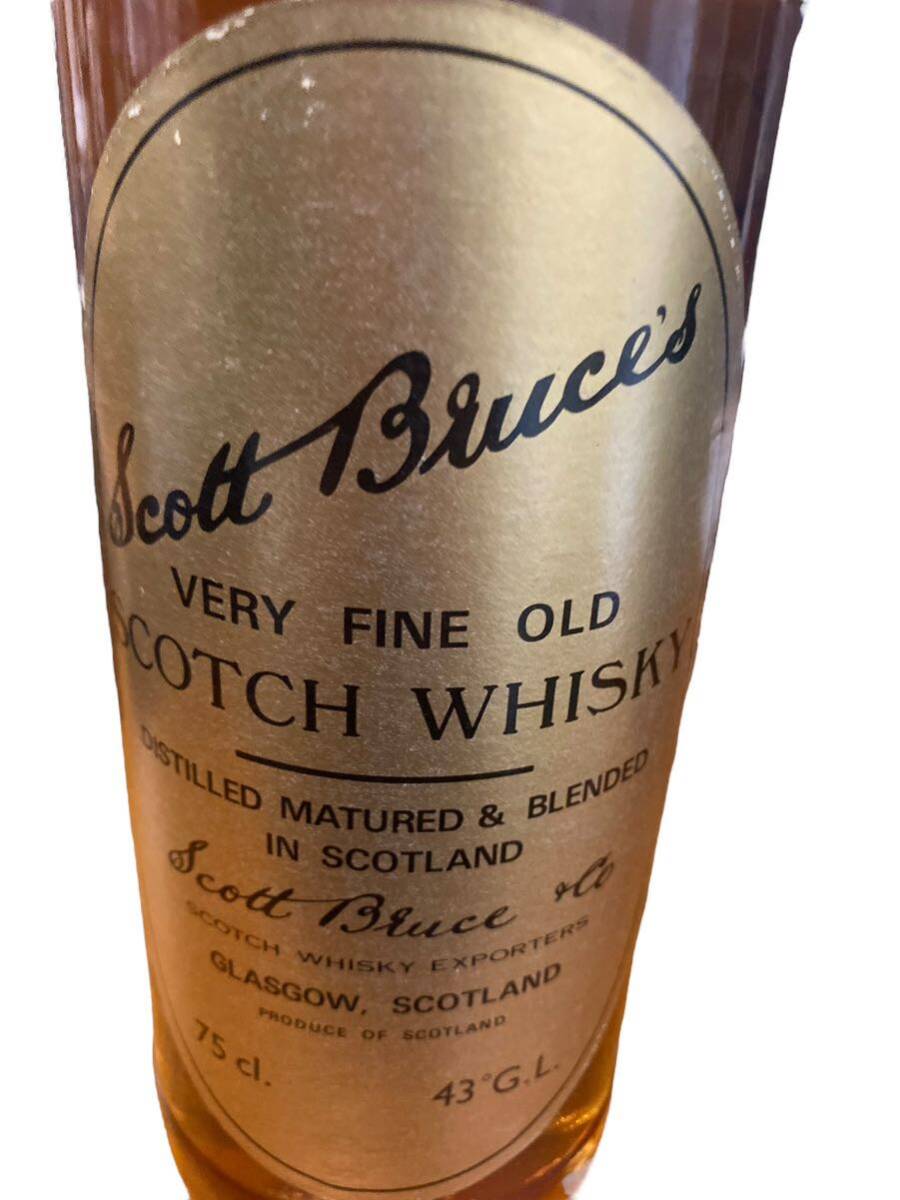 Scott Bruce's
VERY FINE OLD
SCOTCH WHISKY
DISTILLED MATURED & BLENDED
IN SCOTLAND
Scott Bruce & Co
SCOTCH WHISKY EXPORTERS
GLASGOW, SCOTLAND
PRODUCE OF SCOTLAND
75 cl. 43°G.L.